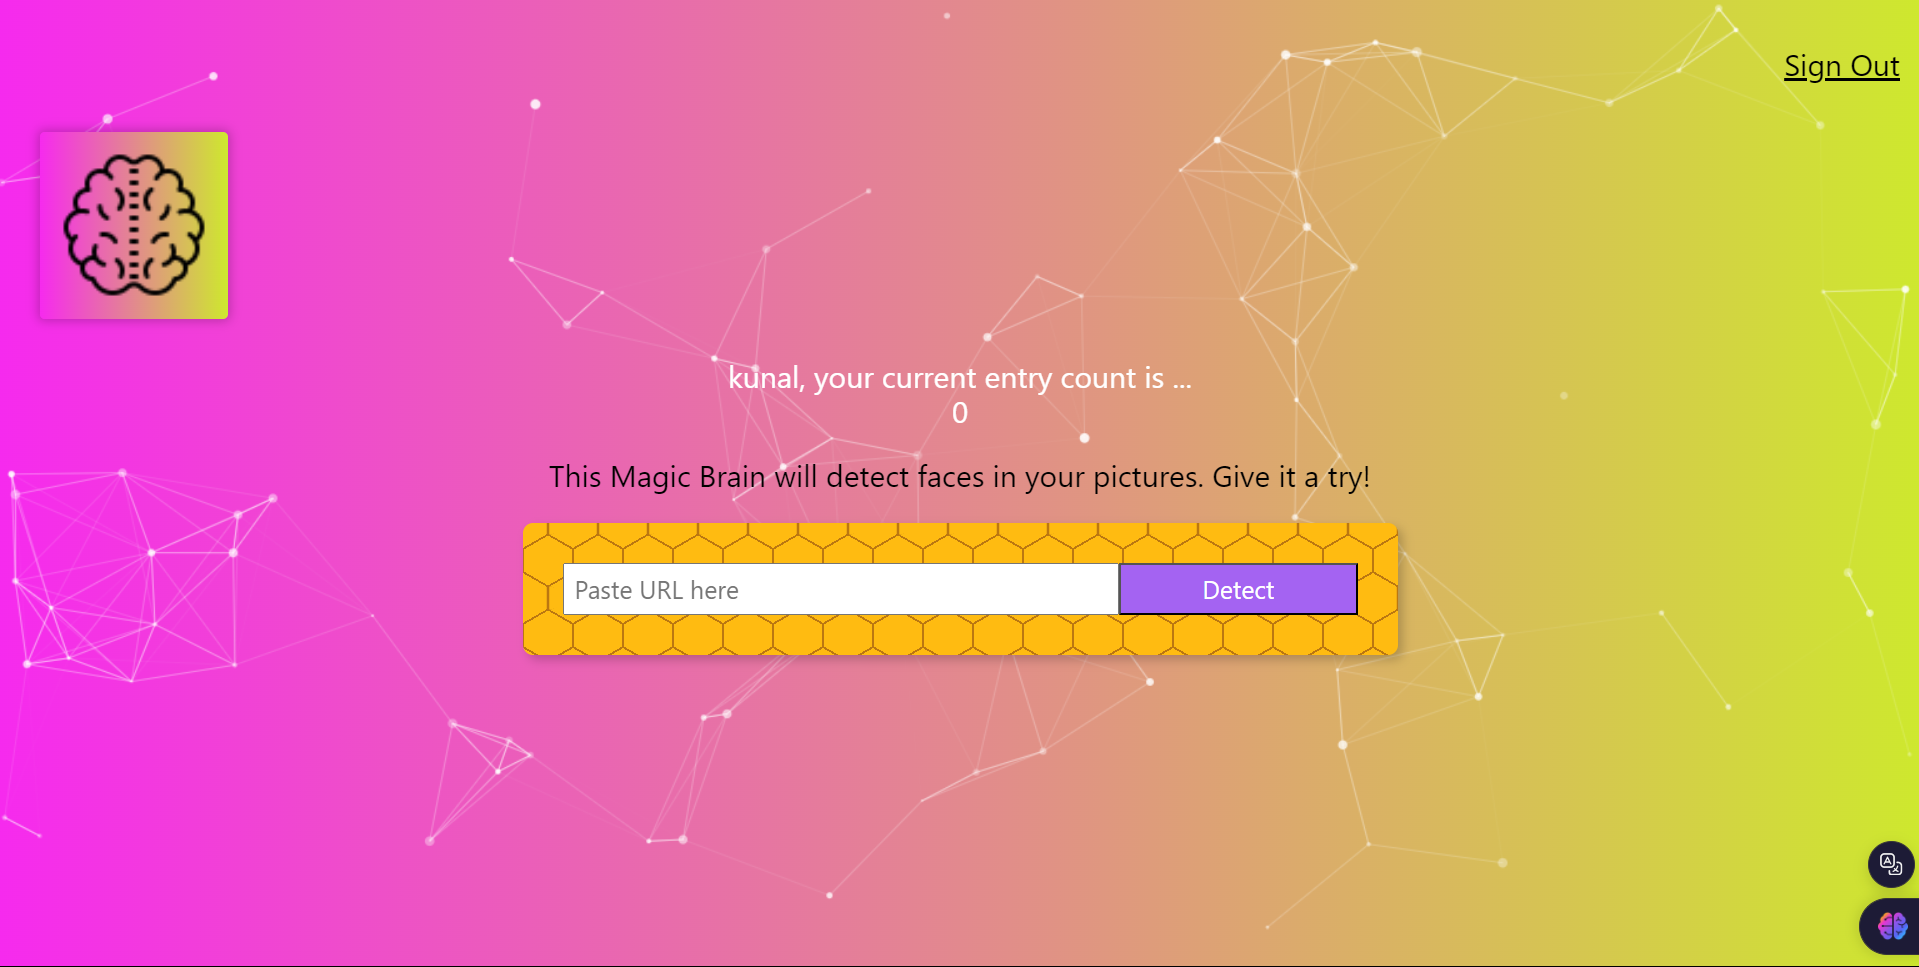 Sign Out
kunal, your current entry count is ...
0
This Magic Brain will detect faces in your pictures. Give it a try!
Paste URL here
Detect